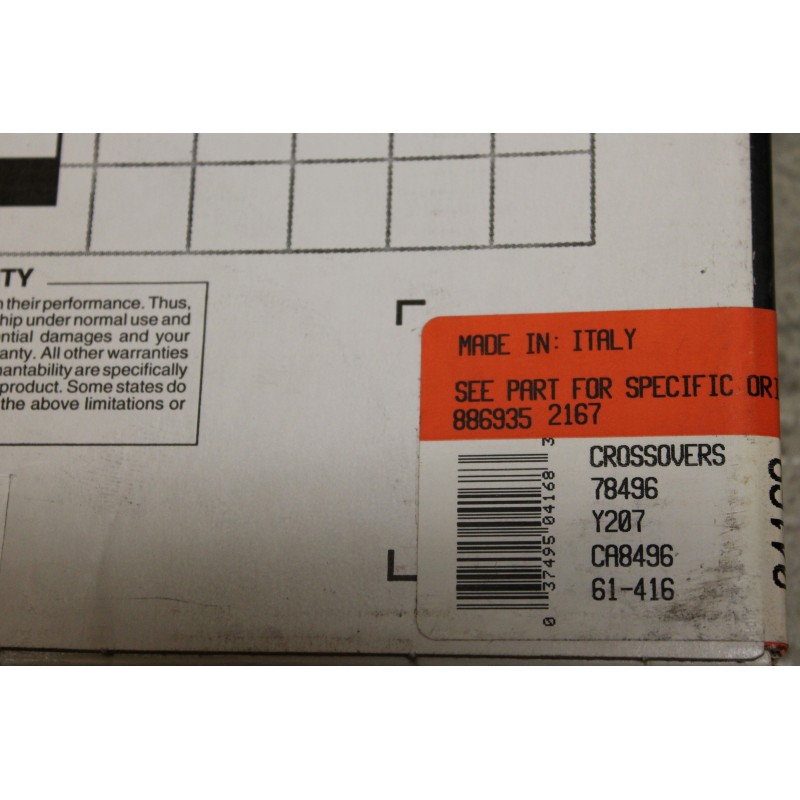 TY
their performance. Thus,
hip under normal use and
ential damages and your
anty. All other warranties
hantability are specifically
product. Some states do
the above limitations or
MADE IN: ITALY
SEE PART FOR SPECIFIC ORI
886935 2167
CROSSOVERS
78496
Y207
CA8496
61-416
0 37495 04168 3